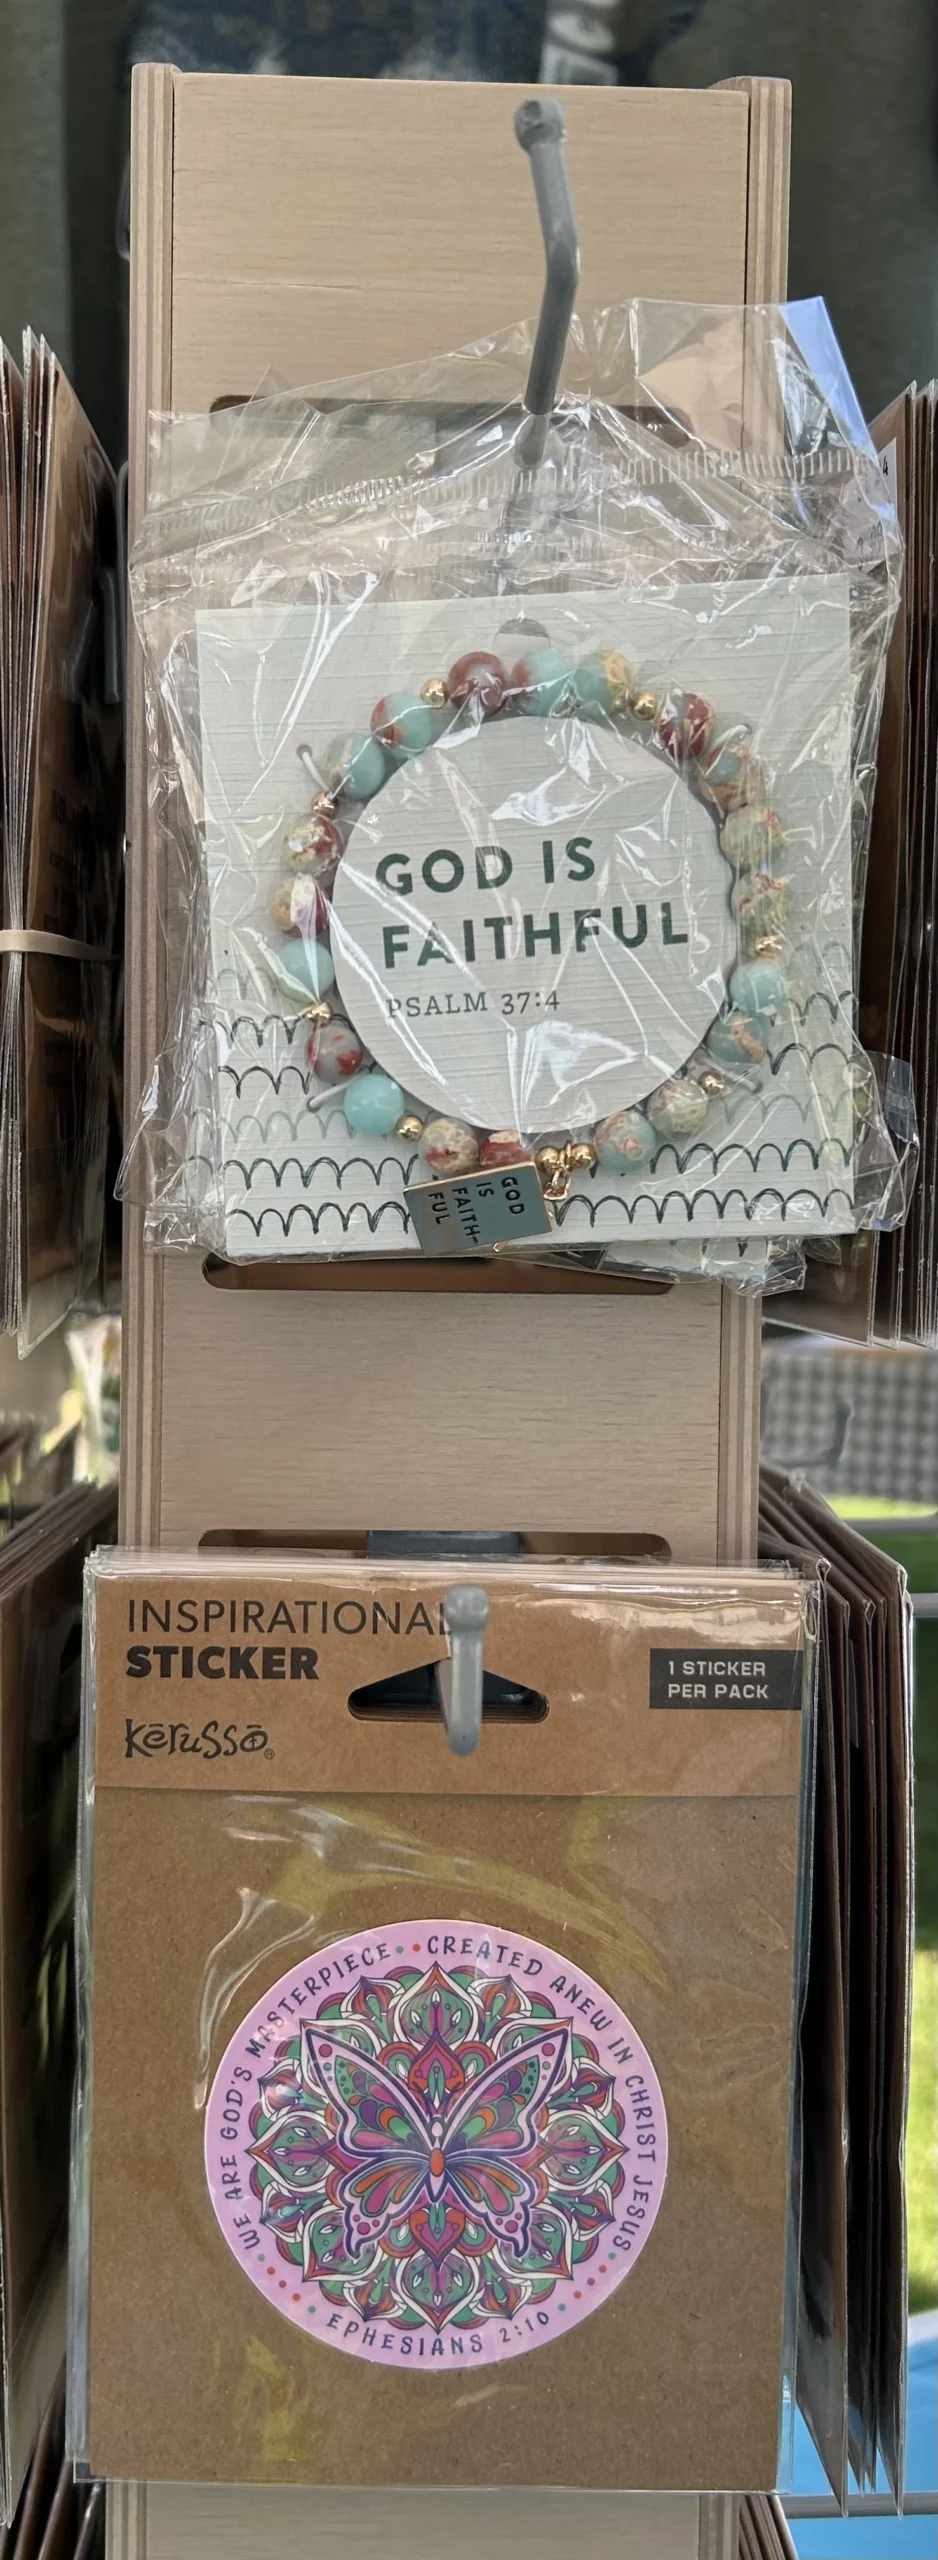 GOD IS
FAITHFUL
PSALM 37:4
GOD
IS
FAITH-
FUL
INSPIRATIONAL
STICKER
1 STICKER
PER PACK
Kerusso®
WE ARE GOD'S MASTERPIECE • • CREATED ANEW IN CHRIST JESUS
EPHESIANS 2:10